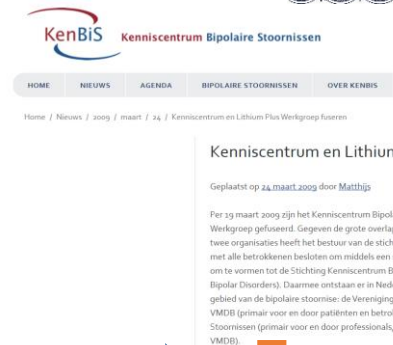 KenBiS Kenniscentrum Bipolaire Stoornissen
HOME NIEUWS AGENDA BIPOLAIRE STOORNISSEN OVER KENBIS
Home / Nieuws / 2009 / maart / 24 / Kenniscentrum en Lithium Plus Werkgroep fuseren
Kenniscentrum en Lithium
Geplaatst op 24 maart 2009 door Matthijs
Per 19 maart 2009 zijn het Kenniscentrum Bipol
Werkgroep gefuseerd. Gegeven de grote overla
twee organisaties heeft het bestuur van de stich
met alle betrokkenen besloten om middels een
om te vormen tot de Stichting Kenniscentrum B
Bipolar Disorders). Daarmee ontstaan er in Nede
gebied van de bipolaire stoornise: de Vereniging
VMDB (primair voor en door patiënten en betro
Stoornissen (primair voor en door professionals,
VMDB).